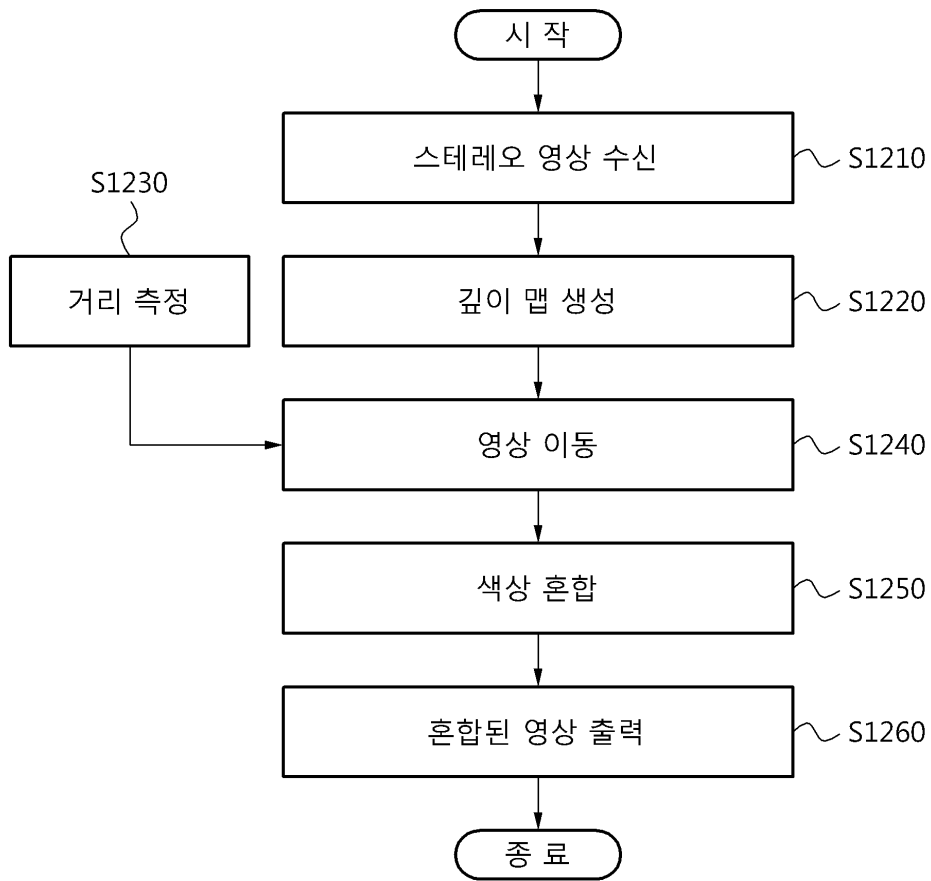 시 작
스테레오 영상 수신
S1210
S1230
거리 측정
깊이 맵 생성
S1220
영상 이동
S1240
색상 혼합
S1250
혼합된 영상 출력
S1260
종 료